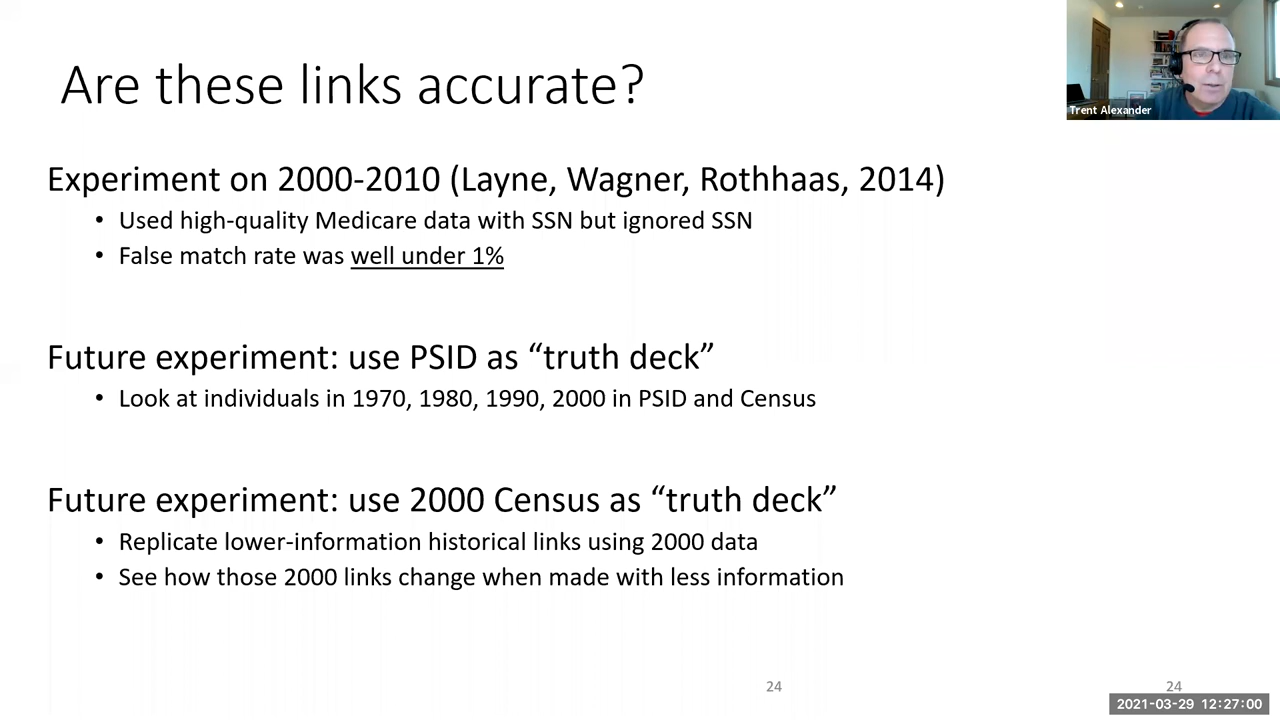 Are these links accurate?
Trent Alexander
Experiment on 2000-2010 (Layne, Wagner, Rothhaas, 2014)
• Used high-quality Medicare data with SSN but ignored SSN
• False match rate was well under 1%
Future experiment: use PSID as “truth deck”
• Look at individuals in 1970, 1980, 1990, 2000 in PSID and Census
Future experiment: use 2000 Census as “truth deck”
• Replicate lower-information historical links using 2000 data
• See how those 2000 links change when made with less information
24
24
2021-03-29 12:27:00